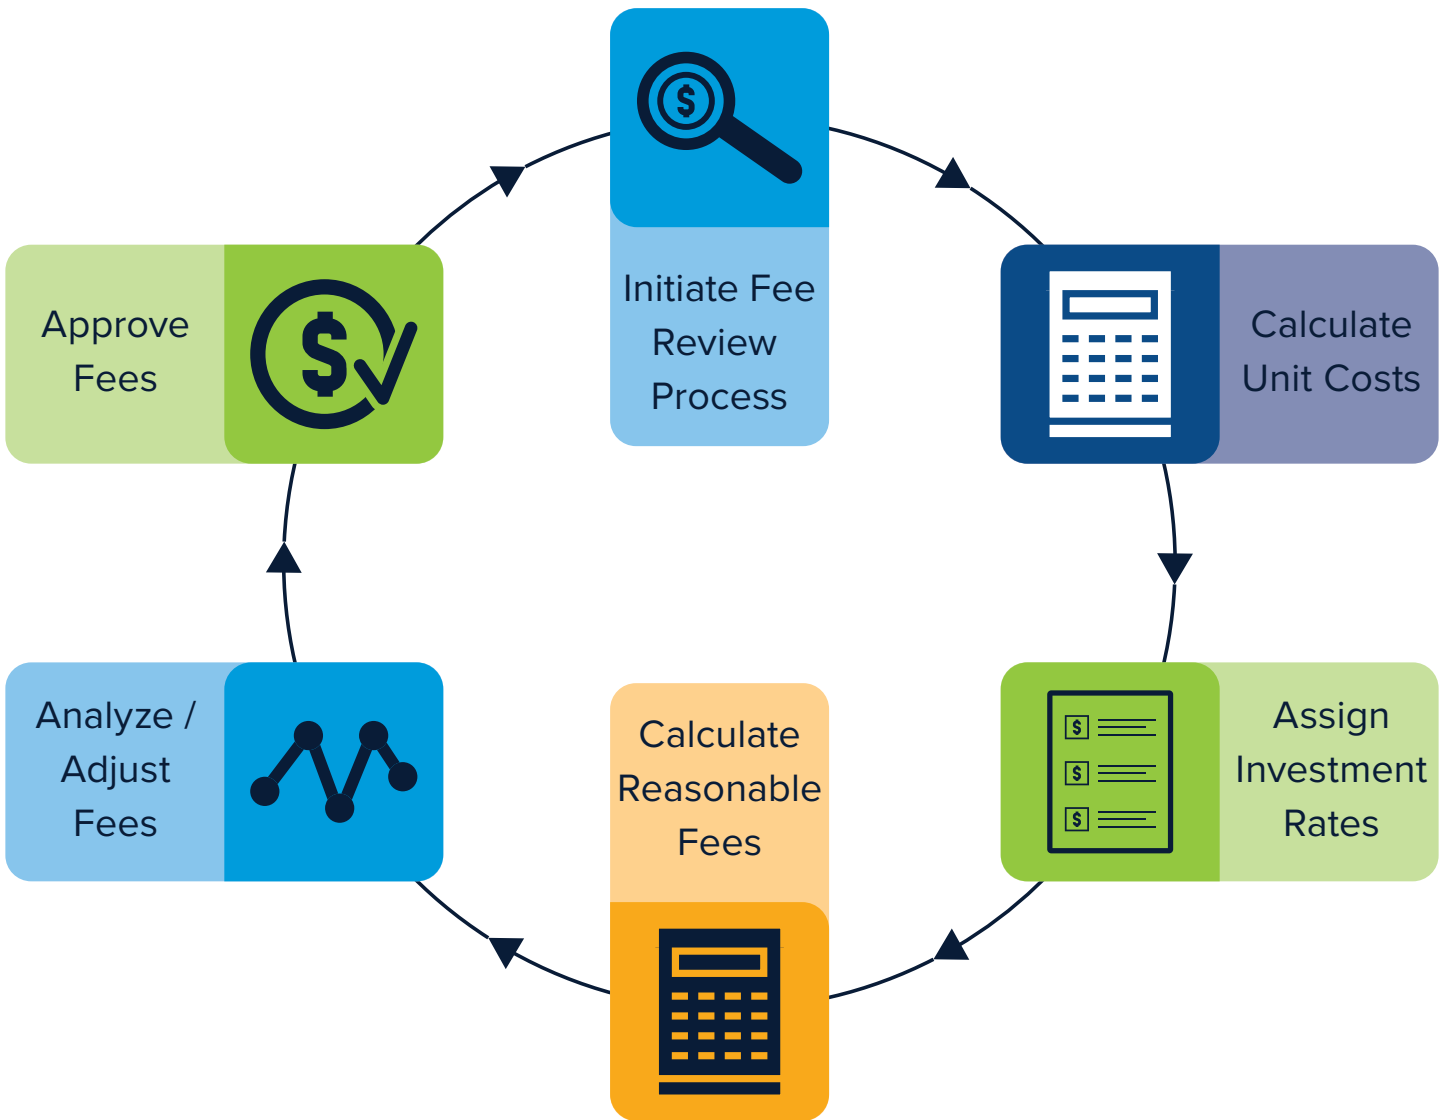 Initiate Fee
Review
Process
Calculate
Unit Costs
Assign
Investment
Rates
Calculate
Reasonable
Fees
Analyze /
Adjust
Fees
Approve
Fees
$
$
$
$
$